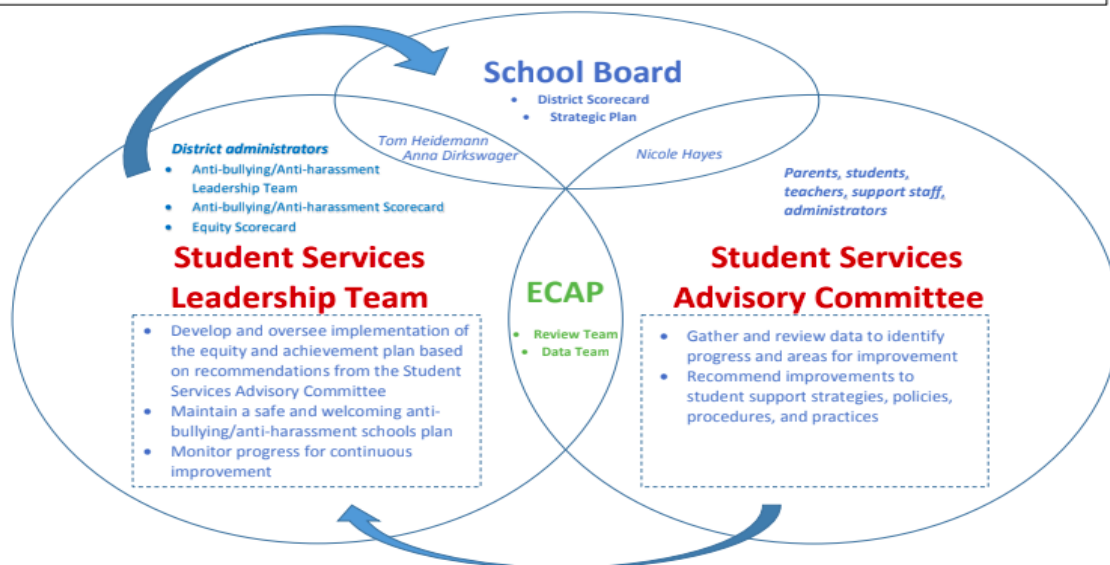 School Board
• District Scorecard
• Strategic Plan
Tom Heidemann
Anna Dirkswager
Nicole Hayes
District administrators
• Anti-bullying/Anti-harassment
Leadership Team
• Anti-bullying/Anti-harassment Scorecard
• Equity Scorecard
Parents, students,
teachers, support staff,
administrators
Student Services
Leadership Team
• Develop and oversee implementation of
the equity and achievement plan based
on recommendations from the Student
Services Advisory Committee
• Maintain a safe and welcoming anti-
bullying/anti-harassment schools plan
• Monitor progress for continuous
improvement
ECAP
• Review Team
• Data Team
Student Services
Advisory Committee
• Gather and review data to identify
progress and areas for improvement
• Recommend improvements to
student support strategies, policies,
procedures, and practices